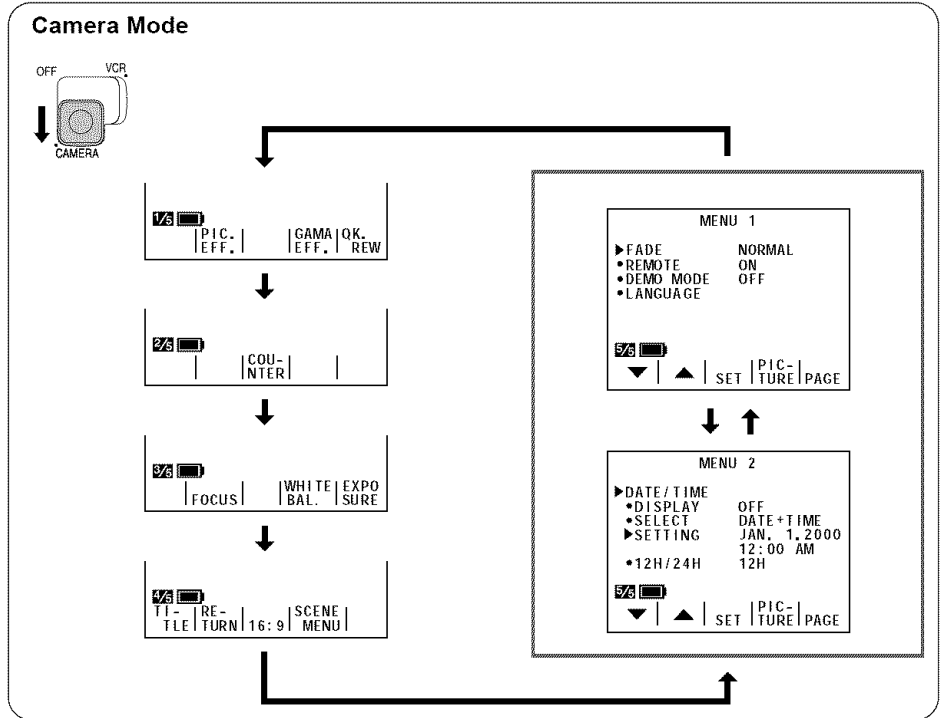 Camera Mode
OFF VCR
CAMERA
1/5
PIC. EFF. GAMA EFF. QK. REW
2/5
COU- NTER
3/5
FOCUS WHITE BAL. EXPO SURE
4/5
TI- TLE RE- TURN 16:9 SCENE MENU
MENU 1
▶FADE NORMAL
•REMOTE ON
•DEMO MODE OFF
•LANGUAGE
5/5
▼ ▲ SET PIC- TURE PAGE
MENU 2
▶DATE/TIME
•DISPLAY OFF
•SELECT DATE+TIME
▶SETTING JAN. 1.2000
12:00 AM
•12H/24H 12H
5/5
▼ ▲ SET PIC- TURE PAGE